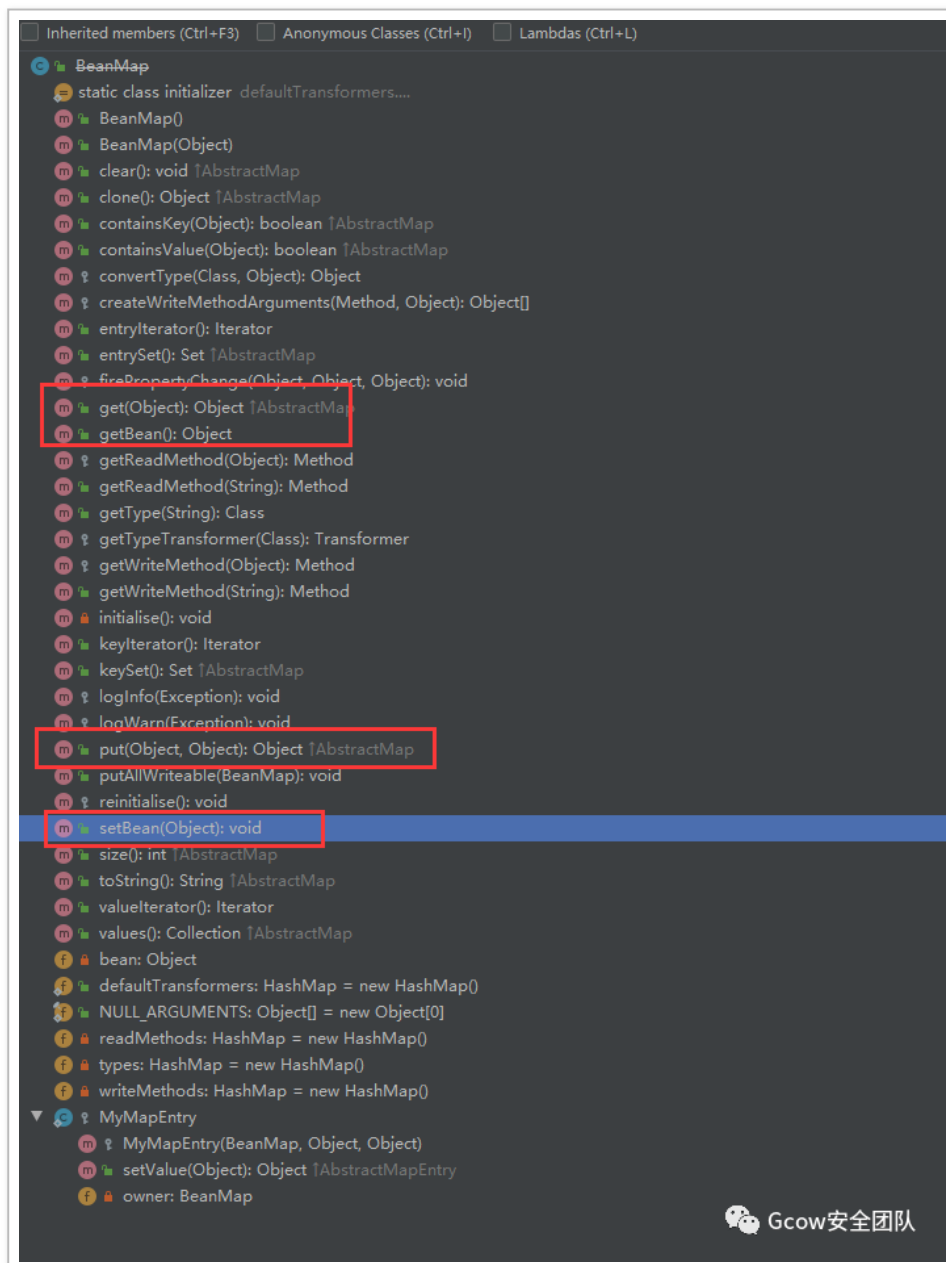 Inherited members (Ctrl+F3) Anonymous Classes (Ctrl+I) Lambdas (Ctrl+L)
BeanMap
static class initializer defaultTransformers....
BeanMap()
BeanMap(Object)
clear(): void ↑AbstractMap
clone(): Object ↑AbstractMap
containsKey(Object): boolean ↑AbstractMap
containsValue(Object): boolean ↑AbstractMap
convertType(Class, Object): Object
createWriteMethodArguments(Method, Object): Object[]
entryIterator(): Iterator
entrySet(): Set ↑AbstractMap
firePropertyChange(Object, Object, Object): void
get(Object): Object ↑AbstractMap
getBean(): Object
getReadMethod(Object): Method
getReadMethod(String): Method
getType(String): Class
getTypeTransformer(Class): Transformer
getWriteMethod(Object): Method
getWriteMethod(String): Method
initialise(): void
keyIterator(): Iterator
keySet(): Set ↑AbstractMap
logInfo(Exception): void
logWarn(Exception): void
put(Object, Object): Object ↑AbstractMap
putAllWriteable(BeanMap): void
reinitialise(): void
setBean(Object): void
size(): int ↑AbstractMap
toString(): String ↑AbstractMap
valueIterator(): Iterator
values(): Collection ↑AbstractMap
bean: Object
defaultTransformers: HashMap = new HashMap()
NULL_ARGUMENTS: Object[] = new Object[0]
readMethods: HashMap = new HashMap()
types: HashMap = new HashMap()
writeMethods: HashMap = new HashMap()
MyMapEntry
MyMapEntry(BeanMap, Object, Object)
setValue(Object): Object ↑AbstractMapEntry
owner: BeanMap
Gcow安全团队